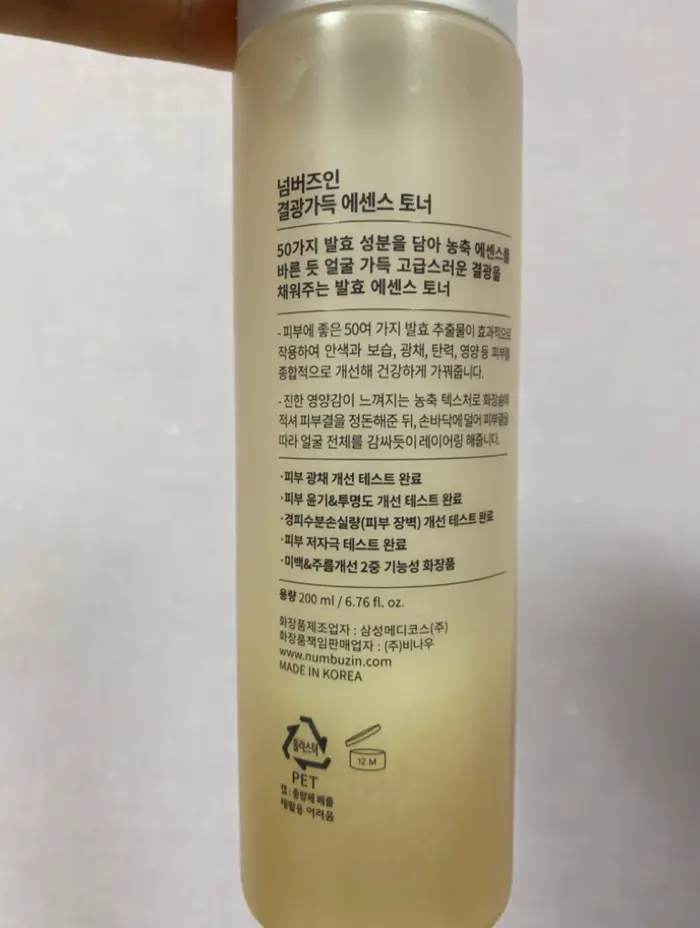 넘버즈인
결광가득 에센스 토너
50가지 발효 성분을 담아 농축 에센스를
바른 듯 얼굴 가득 고급스러운 결광을
채워주는 발효 에센스 토너
- 피부에 좋은 50여 가지 발효 추출물이 효과적으로
작용하여 안색과 보습, 광채, 탄력, 영양 등 피부를
종합적으로 개선해 건강하게 가꿔줍니다.
- 진한 영양감이 느껴지는 농축 텍스처로 화장솜에
적셔 피부결을 정돈해준 뒤, 손바닥에 덜어 피부결을
따라 얼굴 전체를 감싸듯이 레이어링 해줍니다.
·피부 광채 개선 테스트 완료
·피부 윤기&투명도 개선 테스트 완료
·경피수분손실량(피부 장벽) 개선 테스트 완료
·피부 저자극 테스트 완료
·미백&주름개선 2중 기능성 화장품
용량 200 ml / 6.76 fl. oz.
화장품제조업자 : 삼성메디코스(주)
화장품책임판매업자 : (주)비나우
www.numbuzin.com
MADE IN KOREA
플라스틱
12 M
PET
캡 : 종량제 배출
재활용 어려움